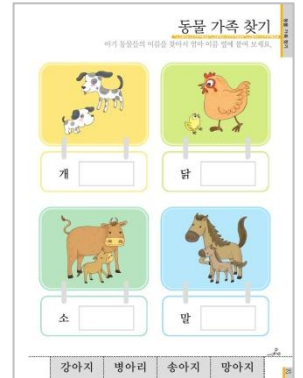 동물 가족 찾기
아기 동물들의 이름을 찾아서 엄마 이름 옆에 붙여 보세요.
개
닭
소
말
강아지 병아리 송아지 망아지